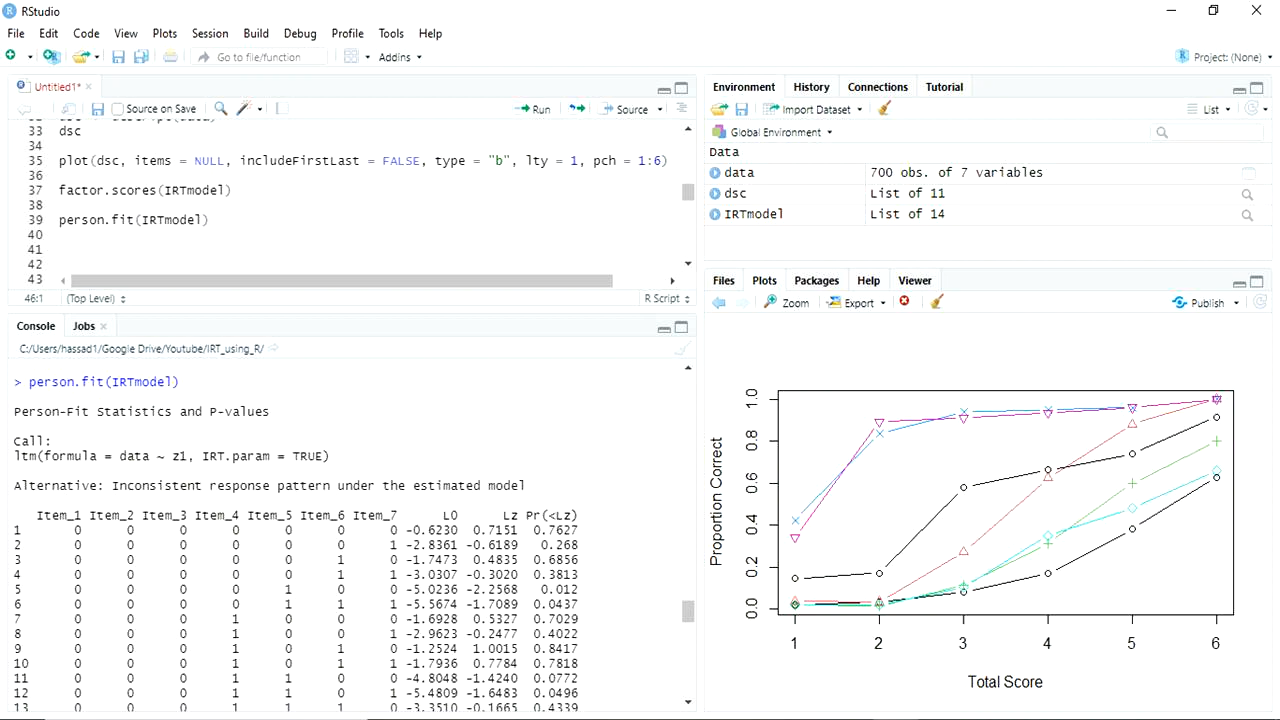 RStudio
File Edit Code View Plots Session Build Debug Profile Tools Help
Go to file/function Addins Project: (None)
Untitled1*
Source on Save Run Source
33 dsc
34
35 plot(dsc, items = NULL, includeFirstLast = FALSE, type = "b", lty = 1, pch = 1:6)
36
37 factor.scores(IRTmodel)
38
39 person.fit(IRTmodel)
40
41
42
43
46:1 (Top Level) R Script
Console Jobs
C:/Users/hassad1/Google Drive/Youtube/IRT_using_R/
> person.fit(IRTmodel)
Person-Fit Statistics and P-values
Call:
ltm(formula = data ~ z1, IRT.param = TRUE)
Alternative: Inconsistent response pattern under the estimated model
Item_1 Item_2 Item_3 Item_4 Item_5 Item_6 Item_7 L0 Lz Pr(<Lz)
1 0 0 0 0 0 0 0 -0.6230 0.7151 0.7627
2 0 0 0 0 0 0 1 -2.8361 -0.6189 0.268
3 0 0 0 0 0 1 0 -1.7473 0.4835 0.6856
4 0 0 0 0 0 1 1 -3.0307 -0.3020 0.3813
5 0 0 0 0 1 0 0 -5.0236 -2.2568 0.012
6 0 0 0 0 1 1 1 -5.5674 -1.7089 0.0437
7 0 0 0 1 0 0 0 -1.6928 0.5327 0.7029
8 0 0 0 1 0 0 1 -2.9623 -0.2477 0.4022
9 0 0 0 1 0 1 0 -1.2524 1.0015 0.8417
10 0 0 0 1 0 1 1 -1.7936 0.7784 0.7818
11 0 0 0 1 1 0 0 -4.8048 -1.4240 0.0772
12 0 0 0 1 1 0 1 -5.4809 -1.6483 0.0496
13 0 0 0 1 1 1 0 -3.3510 -0.1665 0.4339
Environment History Connections Tutorial
Import Dataset List
Global Environment
Data
data 700 obs. of 7 variables
dsc List of 11
IRTmodel List of 14
Files Plots Packages Help Viewer
Zoom Export Publish
Proportion Correct
1.0
0.8
0.6
0.4
0.2
0.0
1 2 3 4 5 6
Total Score